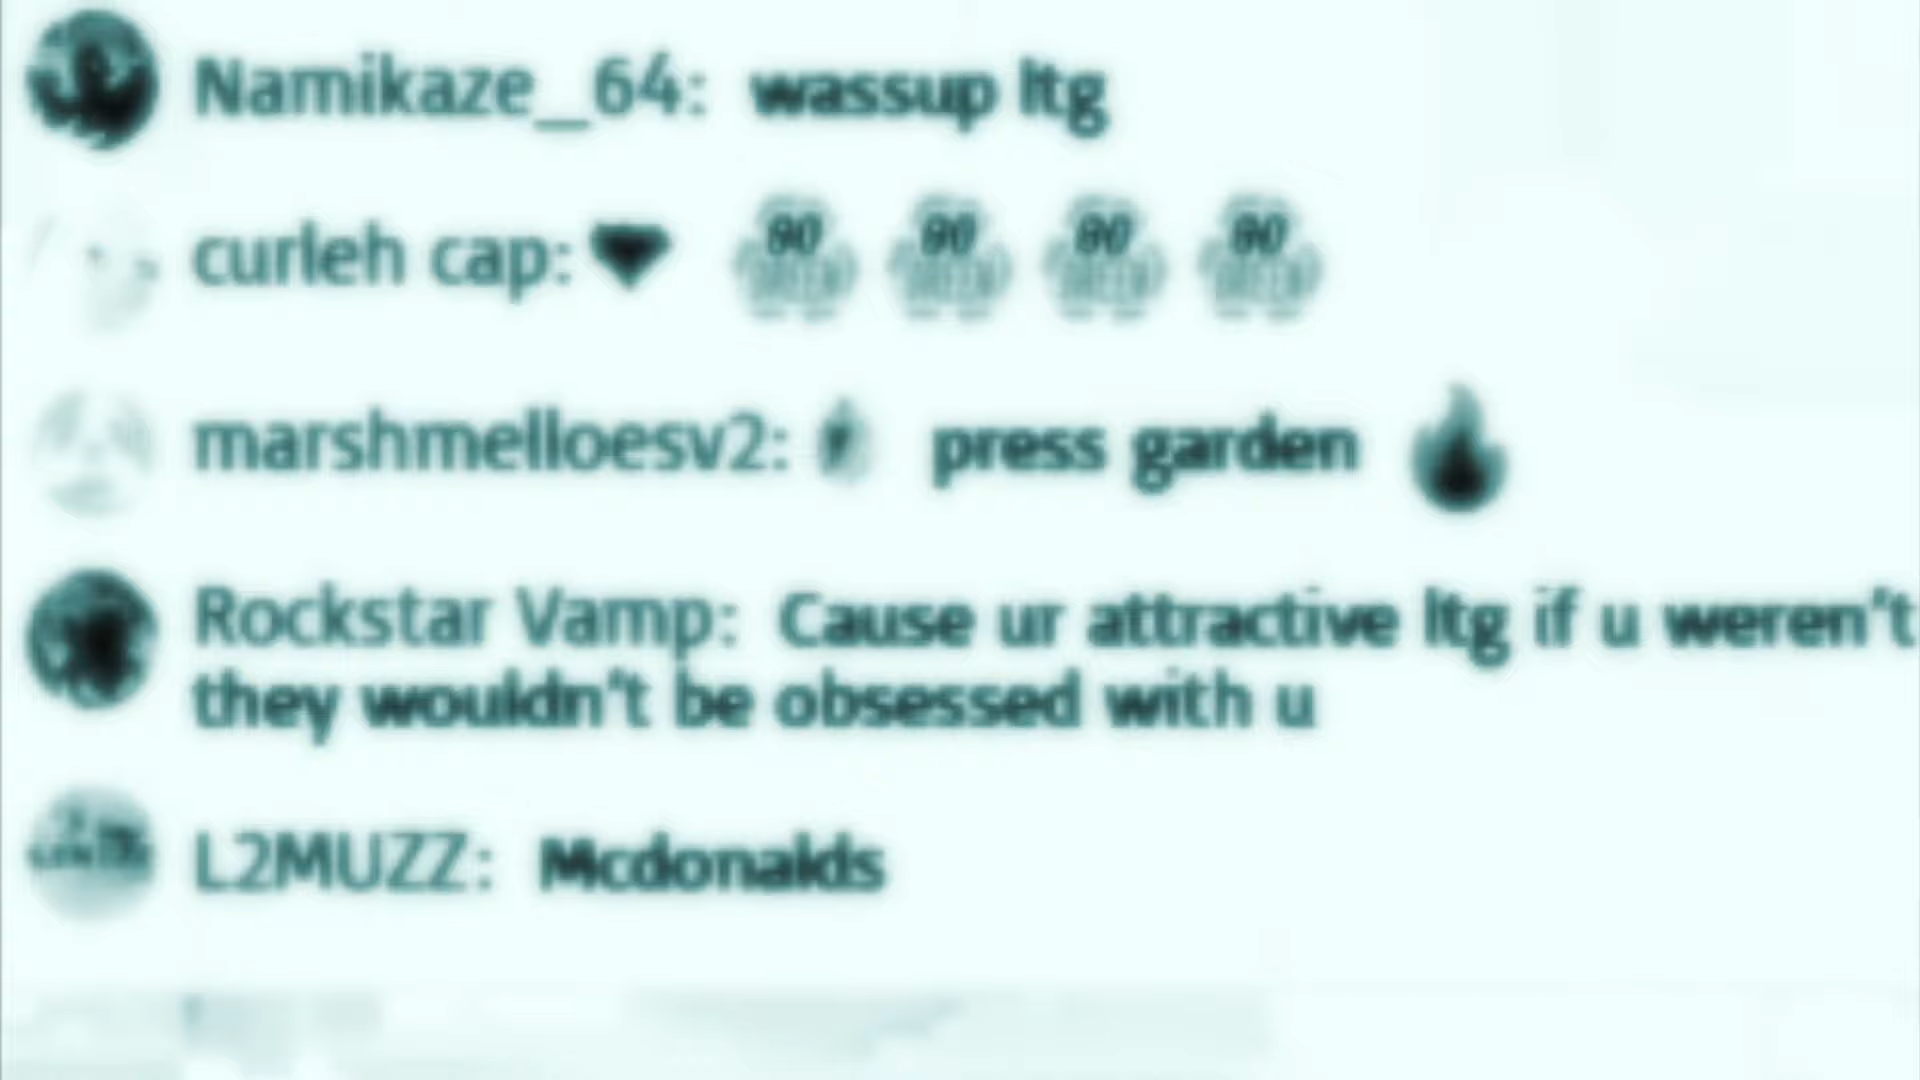 Namikaze_64: wassup ltg
curleh cap:
marshmelloesv2: press garden
Rockstar Vamp: Cause ur attractive ltg if u weren't
they wouldn't be obsessed with u
L2MUZZ: Mcdonalds